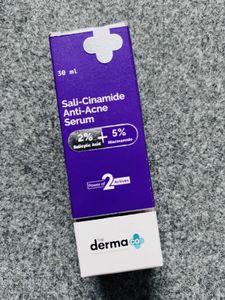 30 ml
Sali-Cinamide
Anti-Acne
Serum
2% + 5%
Salicylic Acid Niacinamide
Power of 2 Actives
THE
derma co